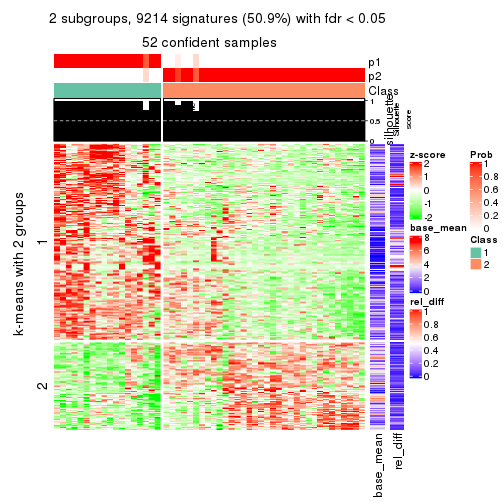 2 subgroups, 9214 signatures (50.9%) with fdr < 0.05
52 confident samples
p1
p2
Class
1
0.5
0
silhouette
Silhouette
score
k-means with 2 groups
1
2
base_mean
rel_diff
z-score
2
1
0
-1
-2
base_mean
8
6
4
2
0
rel_diff
1
0.8
0.6
0.4
0.2
0
Prob
1
0.8
0.6
0.4
0.2
0
Class
1
2